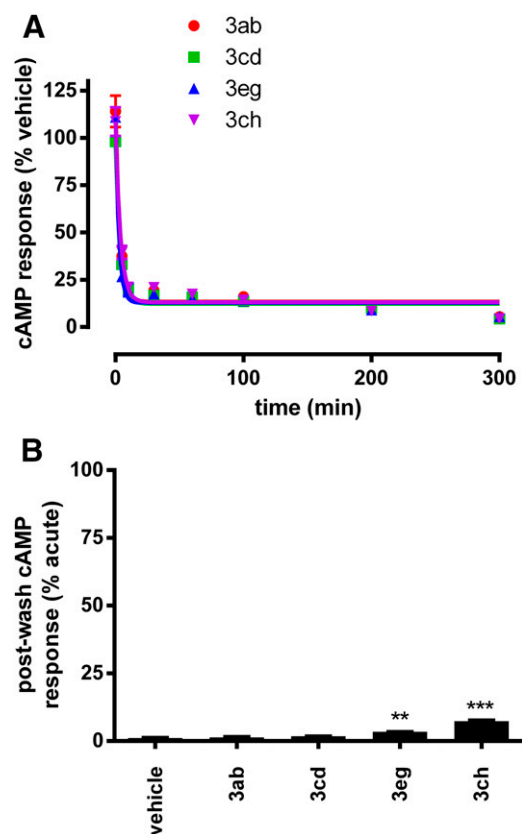 A
3ab
3cd
3eg
3ch
cAMP response (% vehicle)
125
100
75
50
25
0
0
100
200
300
time (min)
B
post-wash cAMP
response (% acute)
100
75
50
25
0
**
***
vehicle
3ab
3cd
3eg
3ch